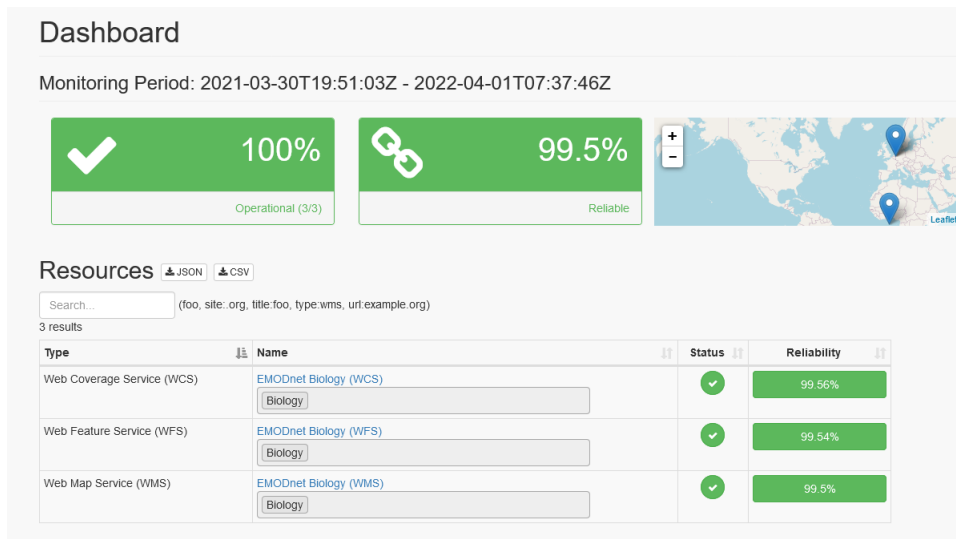 Dashboard
Monitoring Period: 2021-03-30T19:51:03Z - 2022-04-01T07:37:46Z
100%
Operational (3/3)
99.5%
Reliable
+
−
Leaflet
Resources JSON CSV
Search... (foo, site:.org, title:foo, type:wms, url:example.org)
3 results
Type Name Status Reliability
Web Coverage Service (WCS) EMODnet Biology (WCS) 99.56%
Biology
Web Feature Service (WFS) EMODnet Biology (WFS) 99.54%
Biology
Web Map Service (WMS) EMODnet Biology (WMS) 99.5%
Biology